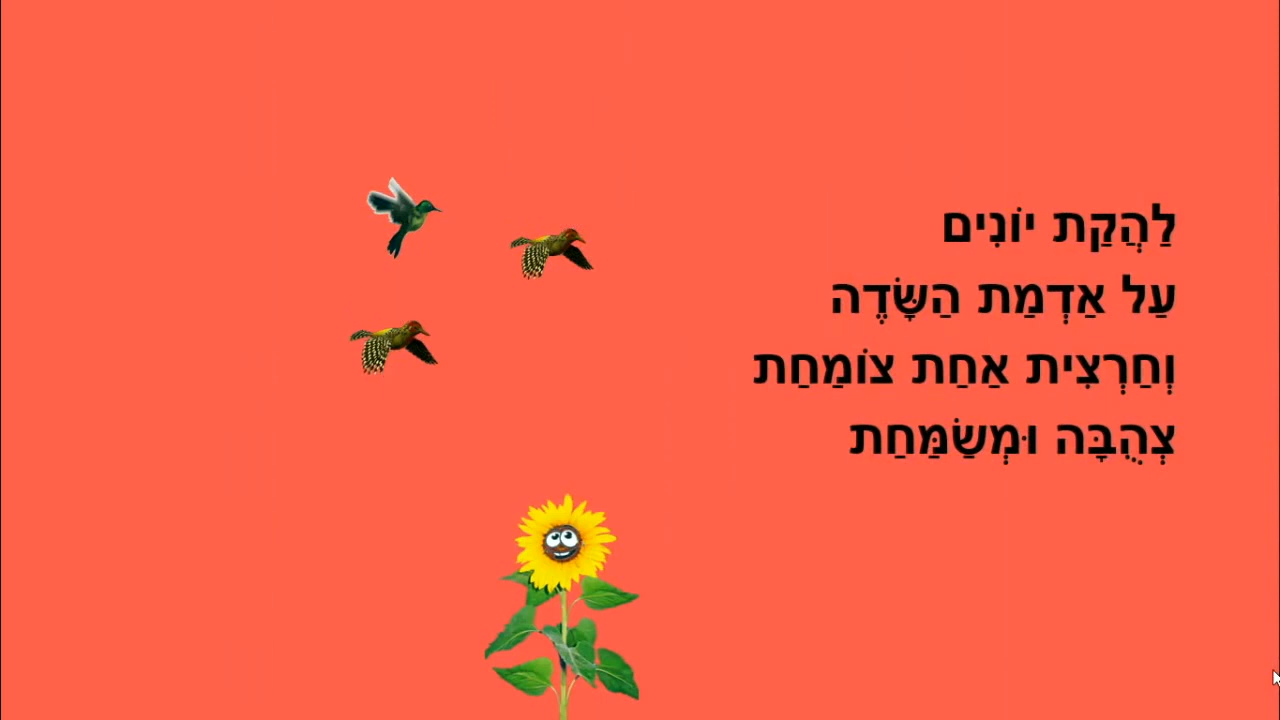 לַהֲקַת יוֹנִים
עַל אַדְמַת הַשָּׂדֶה
וְחַרְצִית אַחַת צוֹמַחַת
צְהֻבָּה וּמְשַׂמַּחַת